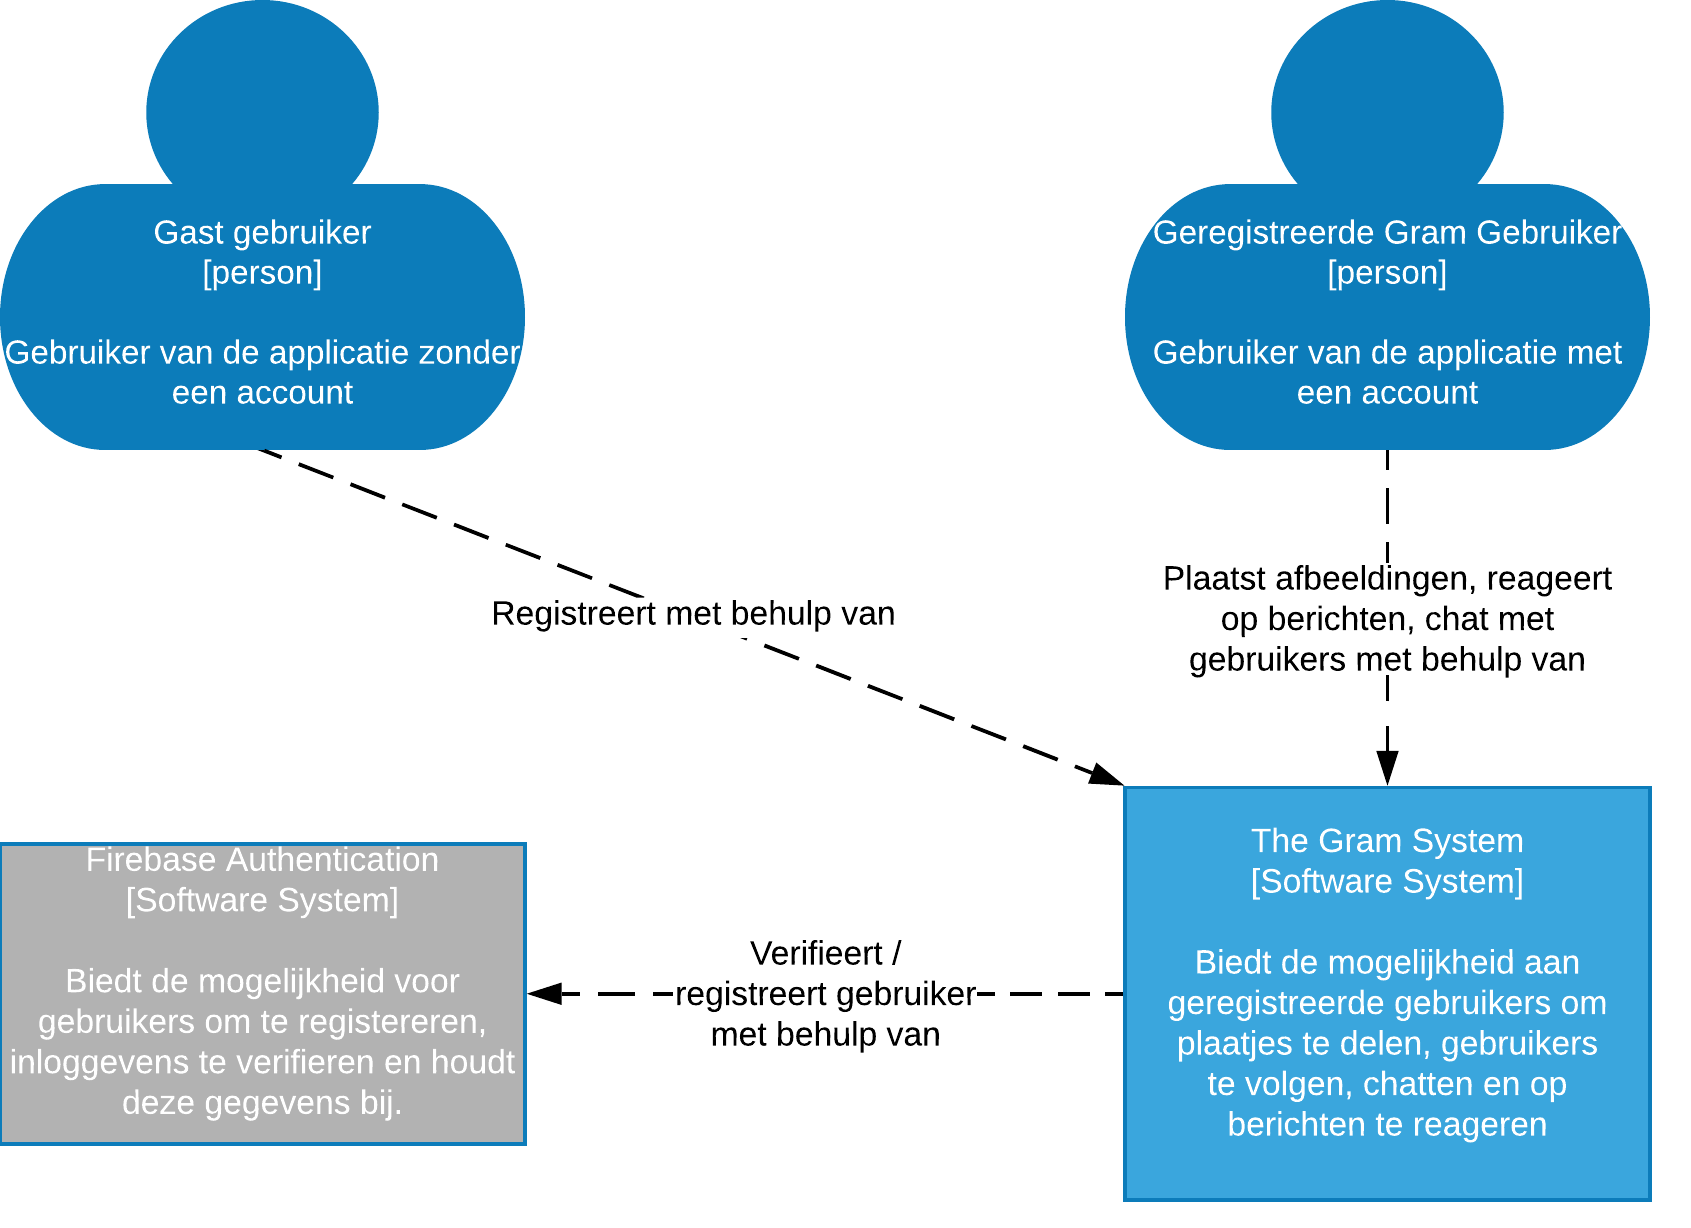 Gast gebruiker
[person]
Gebruiker van de applicatie zonder
een account
Geregistreerde Gram Gebruiker
[person]
Gebruiker van de applicatie met
een account
Registreert met behulp van
Plaatst afbeeldingen, reageert
op berichten, chat met
gebruikers met behulp van
Firebase Authentication
[Software System]
Biedt de mogelijkheid voor
gebruikers om te registereren,
inloggevens te verifieren en houdt
deze gegevens bij.
Verifieert /
registreert gebruiker
met behulp van
The Gram System
[Software System]
Biedt de mogelijkheid aan
geregistreerde gebruikers om
plaatjes te delen, gebruikers
te volgen, chatten en op
berichten te reageren